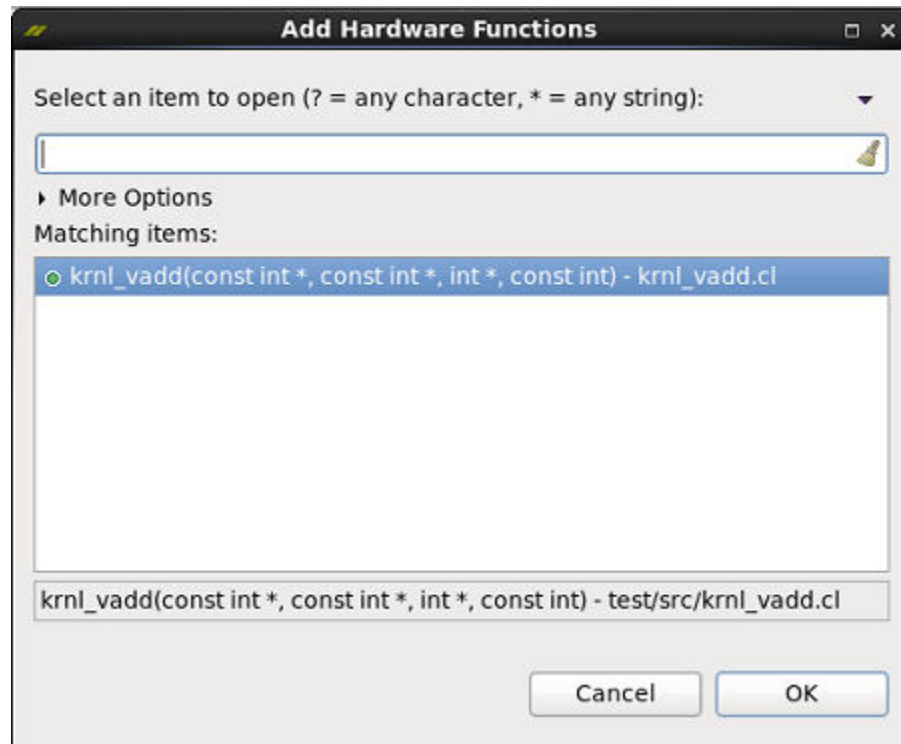 Add Hardware Functions
Select an item to open (? = any character, * = any string):
More Options
Matching items:
krnl_vadd(const int *, const int *, int *, const int) - krnl_vadd.cl
krnl_vadd(const int *, const int *, int *, const int) - test/src/krnl_vadd.cl
Cancel OK